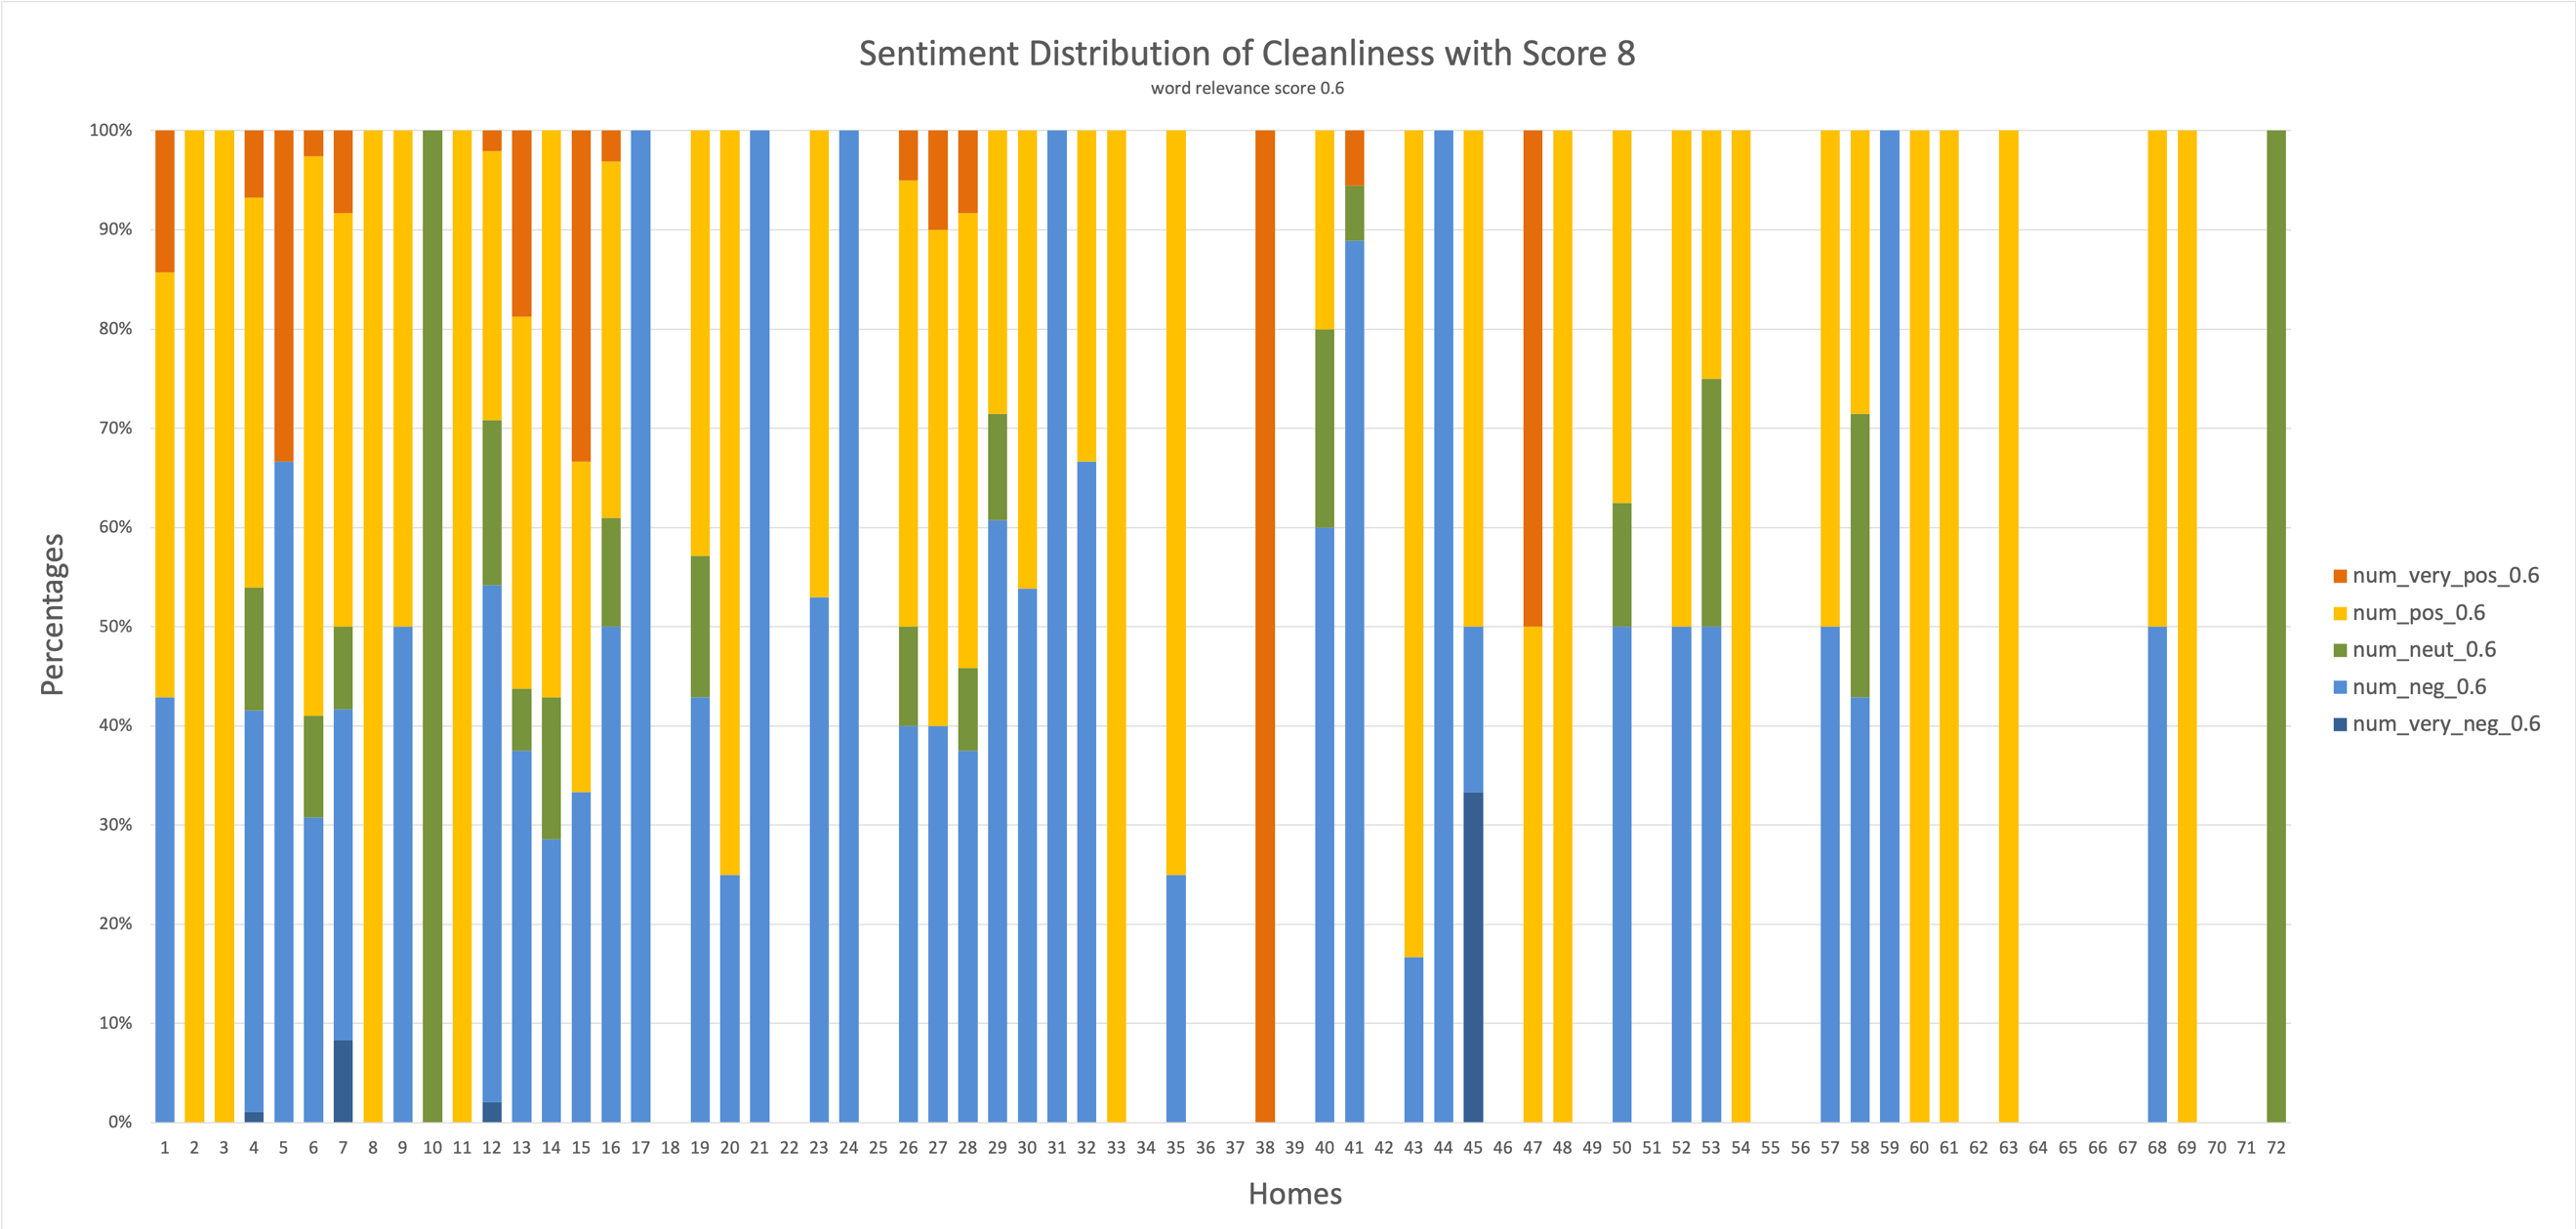 Sentiment Distribution of Cleanliness with Score 8
word relevance score 0.6
100%
90%
80%
70%
60%
50%
40%
30%
20%
10%
0%
Percentages
1 2 3 4 5 6 7 8 9 10 11 12 13 14 15 16 17 18 19 20 21 22 23 24 25 26 27 28 29 30 31 32 33 34 35 36 37 38 39 40 41 42 43 44 45 46 47 48 49 50 51 52 53 54 55 56 57 58 59 60 61 62 63 64 65 66 67 68 69 70 71 72
Homes
num_very_pos_0.6
num_pos_0.6
num_neut_0.6
num_neg_0.6
num_very_neg_0.6